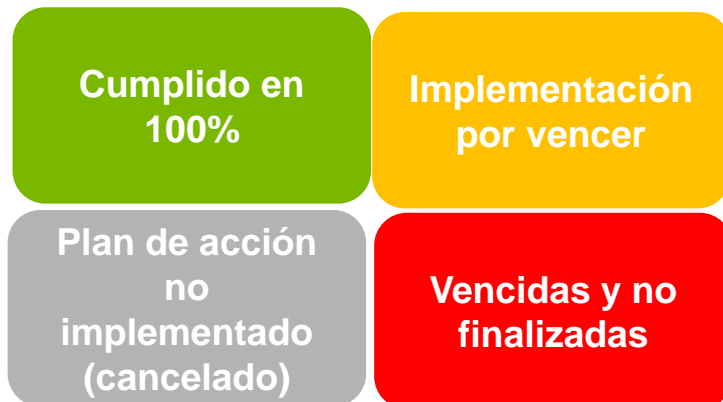 Cumplido en
100%
Implementación
por vencer
Plan de acción
no
implementado
(cancelado)
Vencidas y no
finalizadas